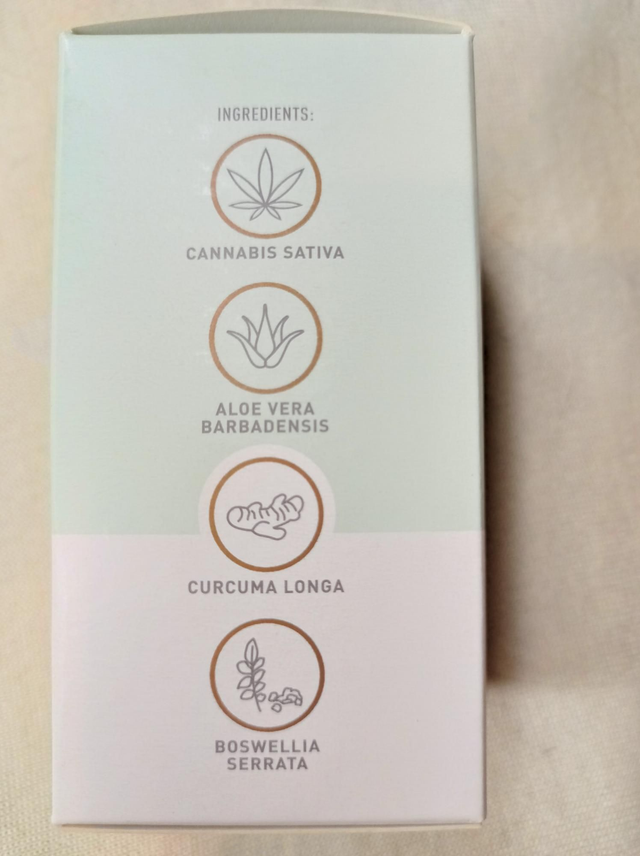 INGREDIENTS:
CANNABIS SATIVA
ALOE VERA
BARBADENSIS
CURCUMA LONGA
BOSWELLIA
SERRATA